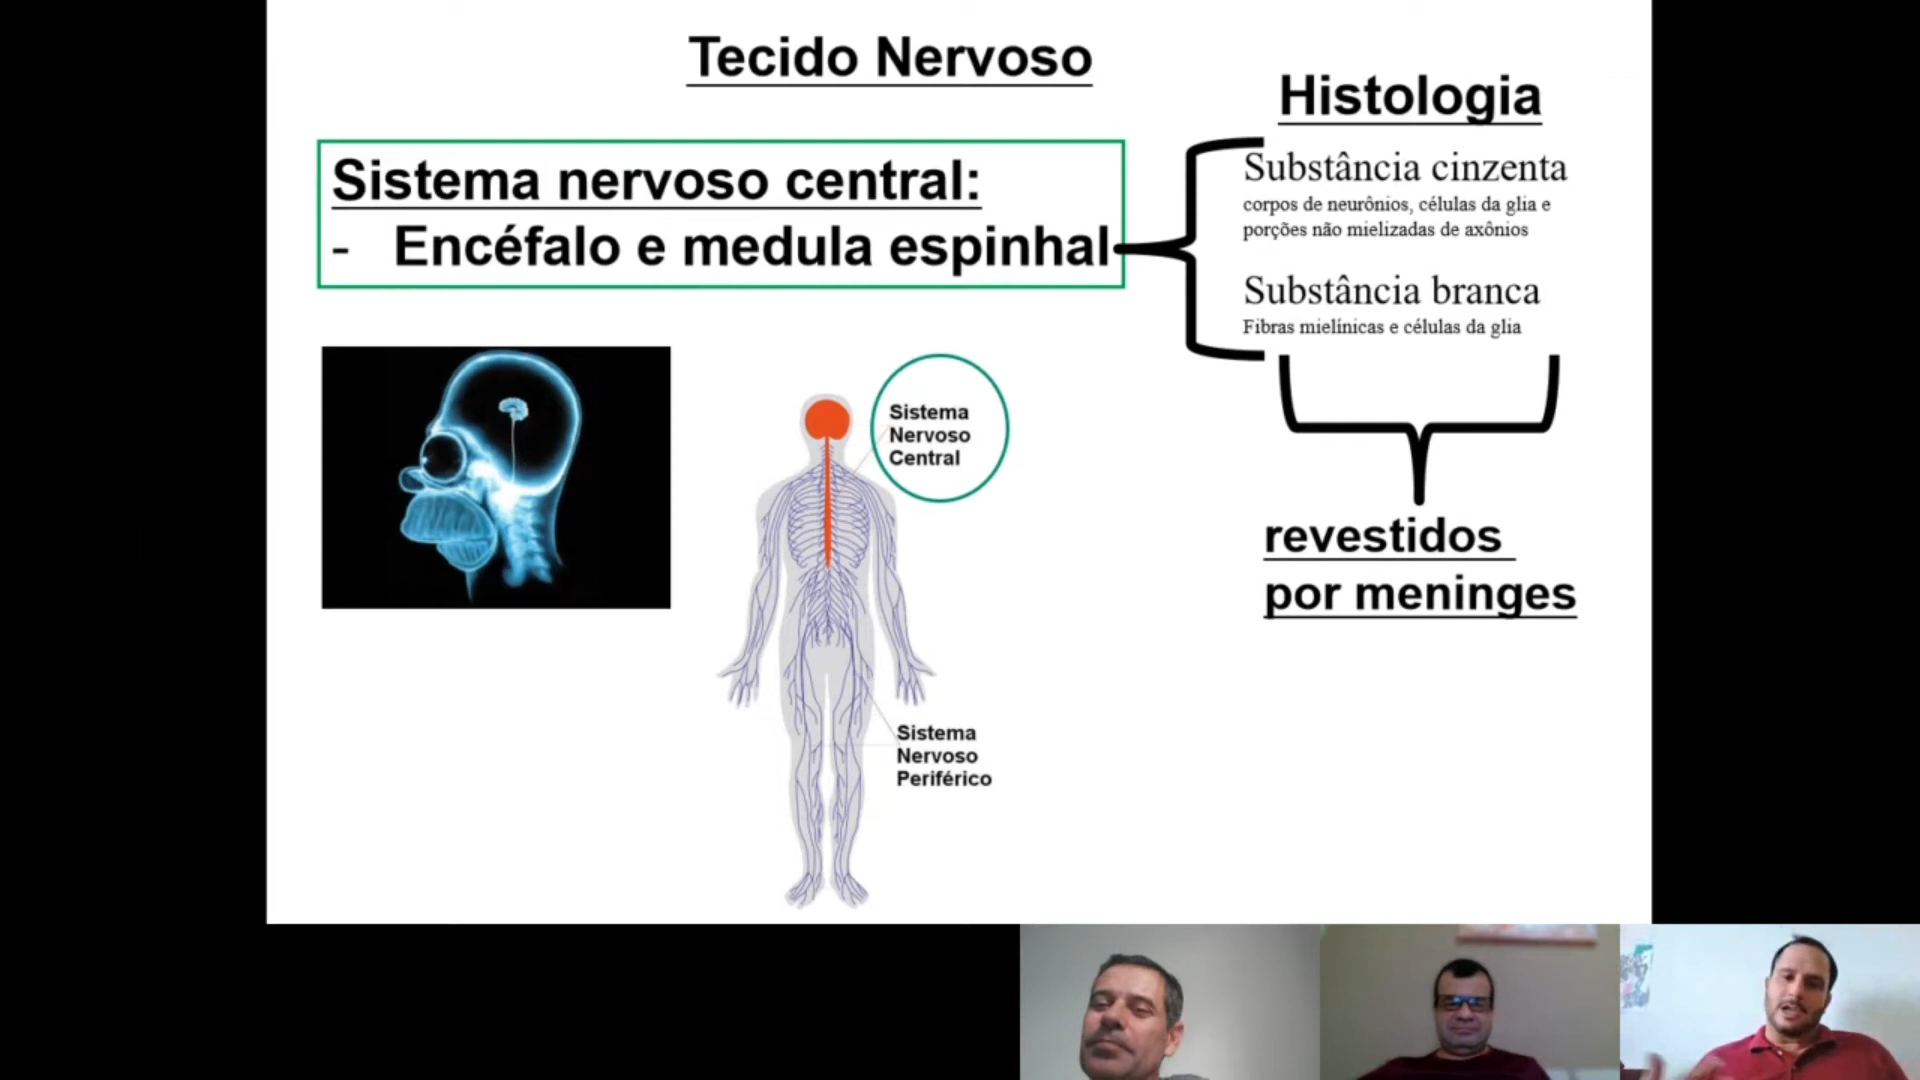 Tecido Nervoso
Histologia
Sistema nervoso central:
- Encéfalo e medula espinhal
Substância cinzenta
corpos de neurônios, células da glia e
porções não mielizadas de axônios
Substância branca
Fibras mielínicas e células da glia
Sistema
Nervoso
Central
revestidos
por meninges
Sistema
Nervoso
Periférico